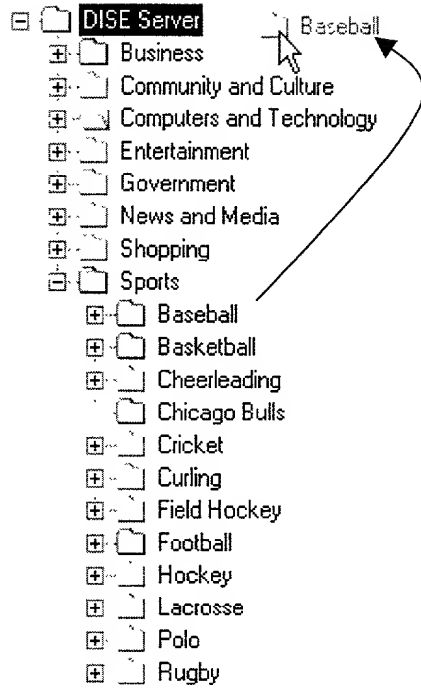 DISE Server Baseball
Business
Community and Culture
Computers and Technology
Entertainment
Government
News and Media
Shopping
Sports
Baseball
Basketball
Cheerleading
Chicago Bulls
Cricket
Curling
Field Hockey
Football
Hockey
Lacrosse
Polo
Rugby